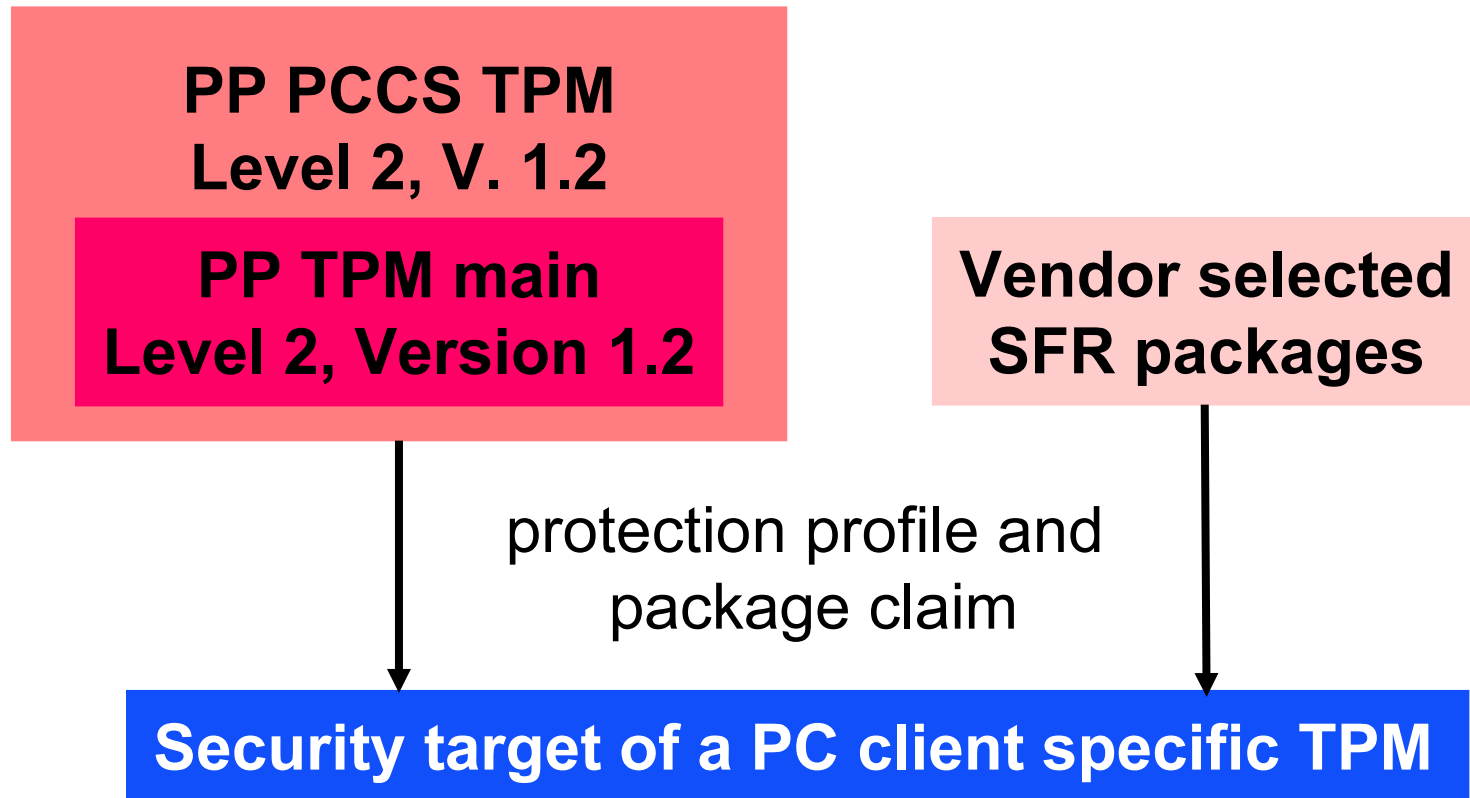 PP PCCS TPM
Level 2, V. 1.2
PP TPM main
Level 2, Version 1.2
Vendor selected
SFR packages
protection profile and
package claim
Security target of a PC client specific TPM